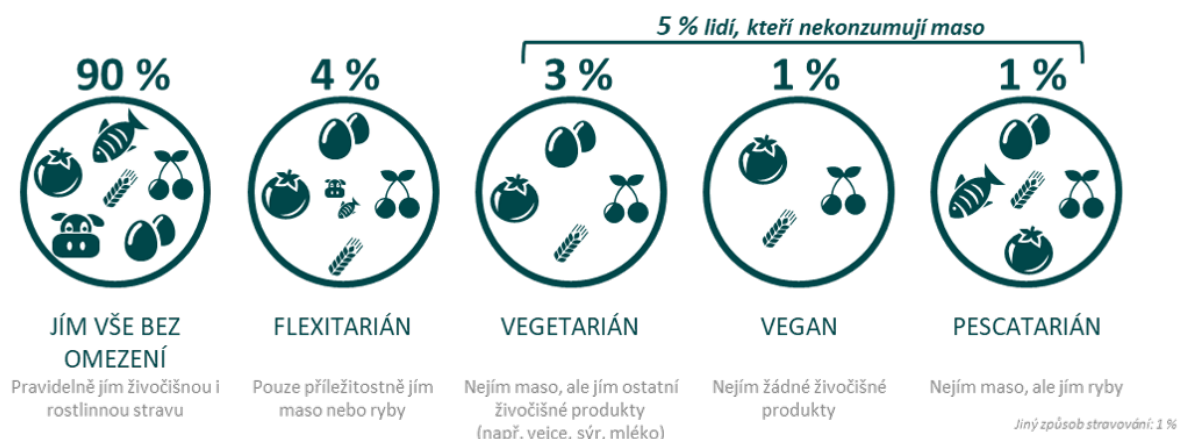 5 % lidí, kteří nekonzumují maso
90 %
4 %
3 %
1 %
1 %
JÍM VŠE BEZ
OMEZENÍ
Pravidelně jím živočišnou i
rostlinnou stravu
FLEXITARIÁN
Pouze příležitostně jím
maso nebo ryby
VEGETARIÁN
Nejím maso, ale jím ostatní
živočišné produkty
(např. vejce, sýr, mléko)
VEGAN
Nejím žádné živočišné
produkty
PESCATARIÁN
Nejím maso, ale jím ryby
Jiný způsob stravování: 1 %